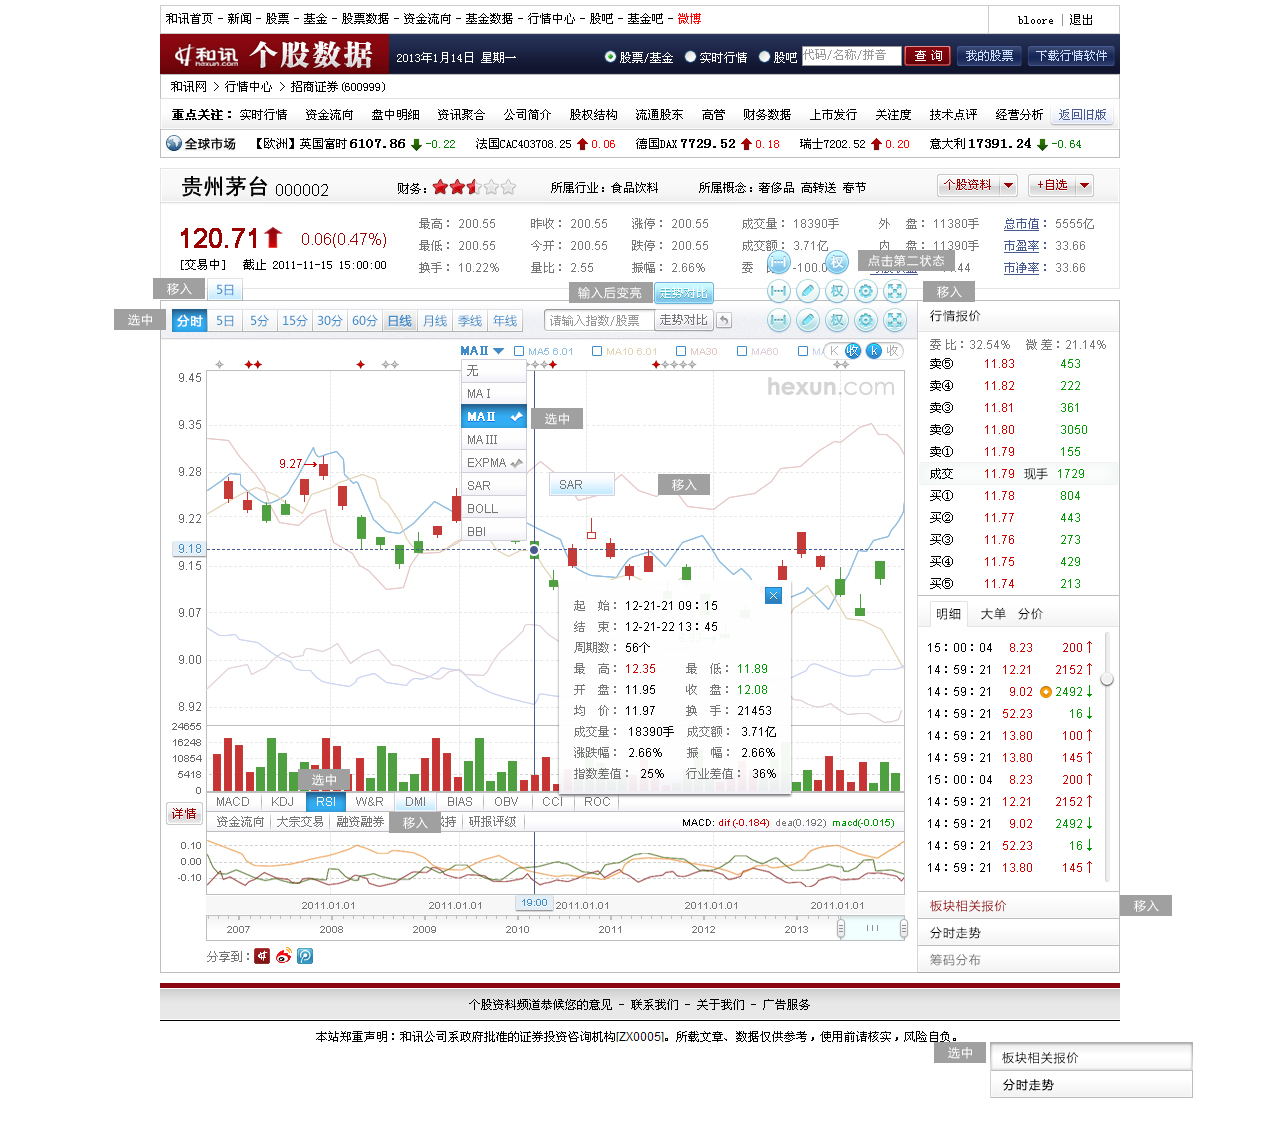 和讯首页 - 新闻 - 股票 - 基金 - 股票数据 - 资金流向 - 基金数据 - 行情中心 - 股吧 - 基金吧 - 微博
bloore | 退出
和讯 hexun.com 个股数据
2013年1月14日 星期一
股票/基金 实时行情 股吧 代码/名称/拼音 查 询 我的股票 下载行情软件
和讯网 > 行情中心 > 招商证券(600999)
重点关注： 实时行情 资金流向 盘中明细 资讯聚合 公司简介 股权结构 流通股东 高管 财务数据 上市发行 关注度 技术点评 经营分析 返回旧版
全球市场 【欧洲】英国富时6107.86 -0.22 法国CAC403708.25 0.06 德国DAX 7729.52 0.18 瑞士7202.52 0.20 意大利17391.24 -0.64
贵州茅台 000002 财务： 所属行业：食品饮料 所属概念：奢侈品 高转送 春节 个股资料 +自选
最高： 200.55 昨收： 200.55 涨停： 200.55 成交量： 18390手 外 盘： 11380手 总市值： 5555亿
120.71 0.06(0.47%)
最低： 200.55 今开： 200.55 跌停： 200.55 成交额： 3.71亿 内 盘： 11390手 市盈率： 33.66
[交易中] 截止 2011-11-15 15:00:00
换手： 10.22% 量比： 2.55 振幅： 2.66% 委 -100.0 .44 市净率： 33.66
权 点击第二状态
移入 5日 输入后变亮 走势对比 权 移入
选中 分时 5日 5分 15分 30分 60分 日线 月线 季线 年线 请输入指数/股票 走势对比 权
MAⅡ MA5 6.01 MA10 6.01 MA30 MA60 MA K 收 k 收
无
MA I
MAⅡ 选中
MA III
EXPMA
SAR
BOLL
BBI
SAR 移入
hexun.com
9.45
9.35
9.28
9.27
9.22
9.18
9.15
9.07
9.00
8.92
起 始： 12-21-21 09：15
结 束： 12-21-22 13：45
周期数： 56个
最 高： 12.35 最 低： 11.89
开 盘： 11.95 收 盘： 12.08
均 价： 11.97 换 手： 21453
成交量： 18390手 成交额： 3.71亿
涨跌幅： 2.66% 振 幅： 2.66%
指数差值： 25% 行业差值： 36%
24655
16248
10854
5418
0
选中
MACD KDJ RSI W&R DMI BIAS OBV CCI ROC
详情
资金流向 大宗交易 融资融券 移入 持 研报评级
MACD: dif(-0.184) dea(0.192) macd(-0.015)
0.10
0.00
-0.10
2011.01.01 2011.01.01 19:00 2011.01.01 2011.01.01 2011.01.01
2007 2008 2009 2010 2011 2012 2013
分享到：
行情报价
委 比：32.54% 微 差：21.14%
卖⑤ 11.83 453
卖④ 11.82 222
卖③ 11.81 361
卖② 11.80 3050
卖① 11.79 155
成交 11.79 现手 1729
买① 11.78 804
买② 11.77 443
买③ 11.76 273
买④ 11.75 429
买⑤ 11.74 213
明细 大单 分价
15：00：04 8.23 200↑
14：59：21 12.21 2152↑
14：59：21 9.02 2492↓
14：59：21 52.23 16↓
14：59：21 13.80 100↑
14：59：21 13.80 145↑
15：00：04 8.23 200↑
14：59：21 12.21 2152↑
14：59：21 9.02 2492↓
14：59：21 52.23 16↓
14：59：21 13.80 145↑
板块相关报价 移入
分时走势
筹码分布
个股资料频道恭候您的意见 - 联系我们 - 关于我们 - 广告服务
本站郑重声明：和讯公司系政府批准的证券投资咨询机构[ZX0005]。所载文章、数据仅供参考，使用前请核实，风险自负。
选中 板块相关报价
分时走势